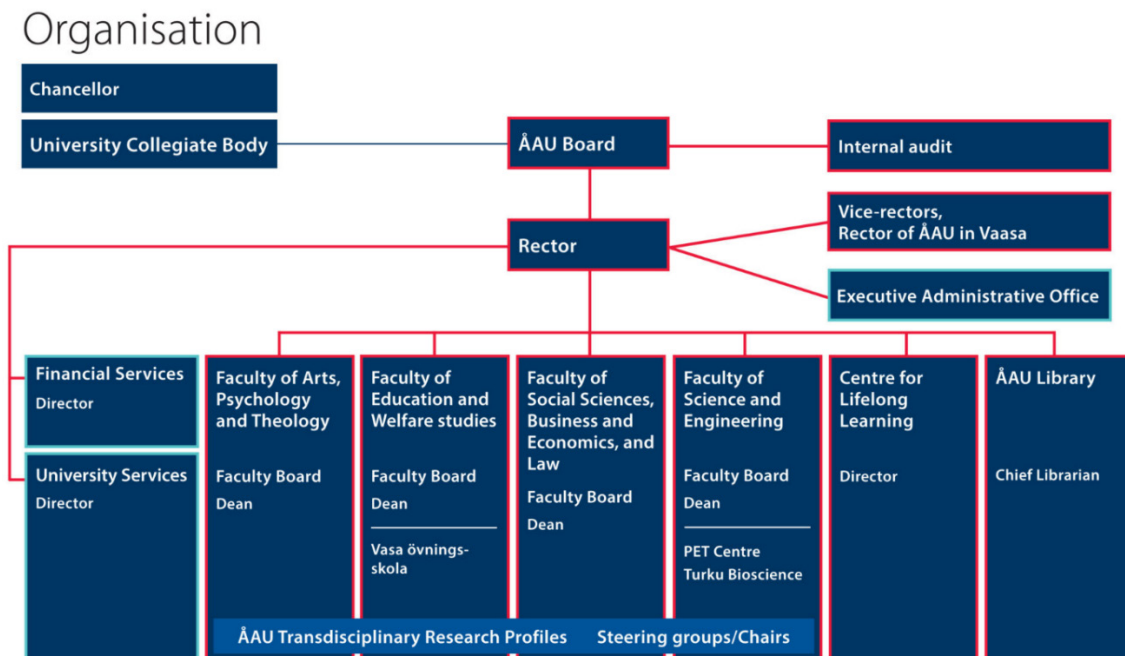 Organisation
Chancellor
University Collegiate Body
ÅAU Board
Internal audit
Vice-rectors,
Rector of ÅAU in Vaasa
Rector
Executive Administrative Office
Financial Services
Director
University Services
Director
Faculty of Arts,
Psychology
and Theology
Faculty Board
Dean
Faculty of
Education and
Welfare studies
Faculty Board
Dean
Vasa övnings-
skola
Faculty of
Social Sciences,
Business and
Economics, and
Law
Faculty Board
Dean
Faculty of
Science and
Engineering
Faculty Board
Dean
PET Centre
Turku Bioscience
Centre for
Lifelong
Learning
Director
ÅAU Library
Chief Librarian
ÅAU Transdisciplinary Research Profiles Steering groups/Chairs